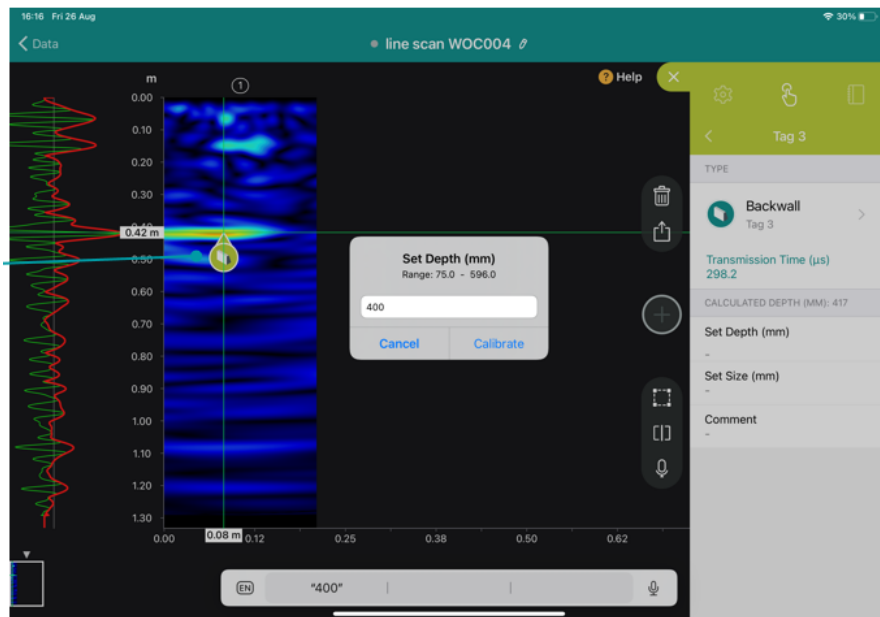 16:16 Fri 26 Aug
30%
Data
line scan WOC004
m
1
Help
0.00
0.10
0.20
0.30
0.42 m
0.50
0.60
0.70
0.80
0.90
1.00
1.10
1.20
1.30
0.00
0.08 m
0.12
0.25
0.38
0.50
0.62
Set Depth (mm)
Range: 75.0 - 596.0
400
Cancel
Calibrate
Tag 3
TYPE
Backwall
Tag 3
Transmission Time (µs)
298.2
CALCULATED DEPTH (MM): 417
Set Depth (mm)
-
Set Size (mm)
-
Comment
-
EN
"400"